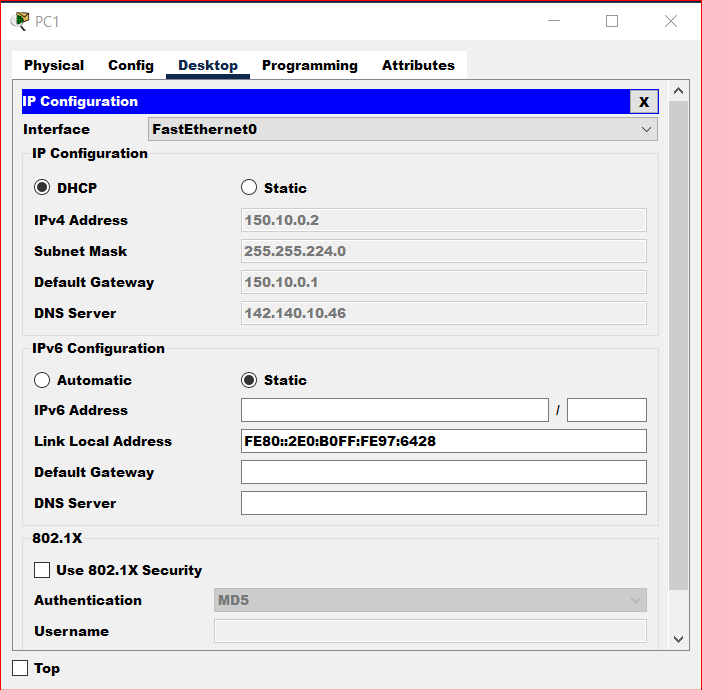 PC1
Physical Config Desktop Programming Attributes
IP Configuration X
Interface FastEthernet0
IP Configuration
DHCP Static
IPv4 Address 150.10.0.2
Subnet Mask 255.255.224.0
Default Gateway 150.10.0.1
DNS Server 142.140.10.46
IPv6 Configuration
Automatic Static
IPv6 Address /
Link Local Address FE80::2E0:B0FF:FE97:6428
Default Gateway
DNS Server
802.1X
Use 802.1X Security
Authentication MD5
Username
Top